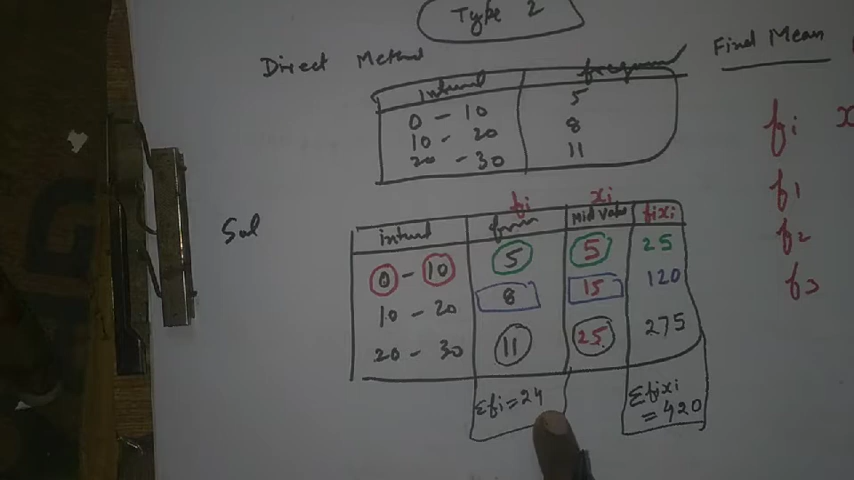 Type 2
Direct Method
Find Mean
interval frequency
0 - 10 5
10 - 20 8
20 - 30 11
Sol
fi xi
interval Mid Value fixi
0 - 10 5 5 25
10 - 20 8 15 120
20 - 30 11 25 275
Σfi = 24 Σfixi
= 420
fi x
f1
f2
f3